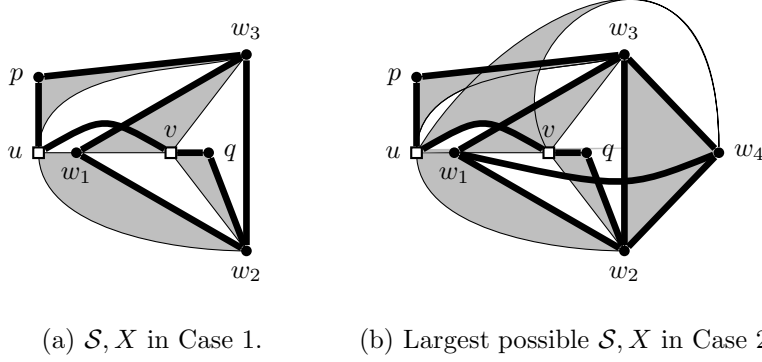 w₃ w₃
p p
u v q u v q
w₁ w₁ w₄
w₂ w₂
(a) 𝒮, X in Case 1. (b) Largest possible 𝒮, X in Case 2